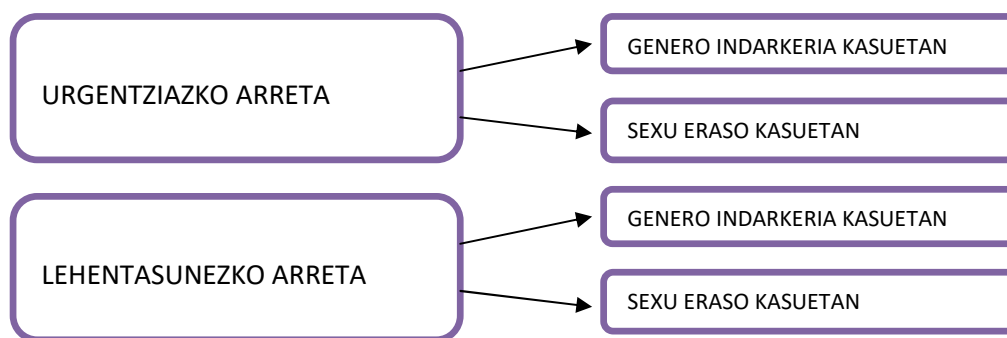 URGENTZIAZKO ARRETA
GENERO INDARKERIA KASUETAN
SEXU ERASO KASUETAN
LEHENTASUNEZKO ARRETA
GENERO INDARKERIA KASUETAN
SEXU ERASO KASUETAN